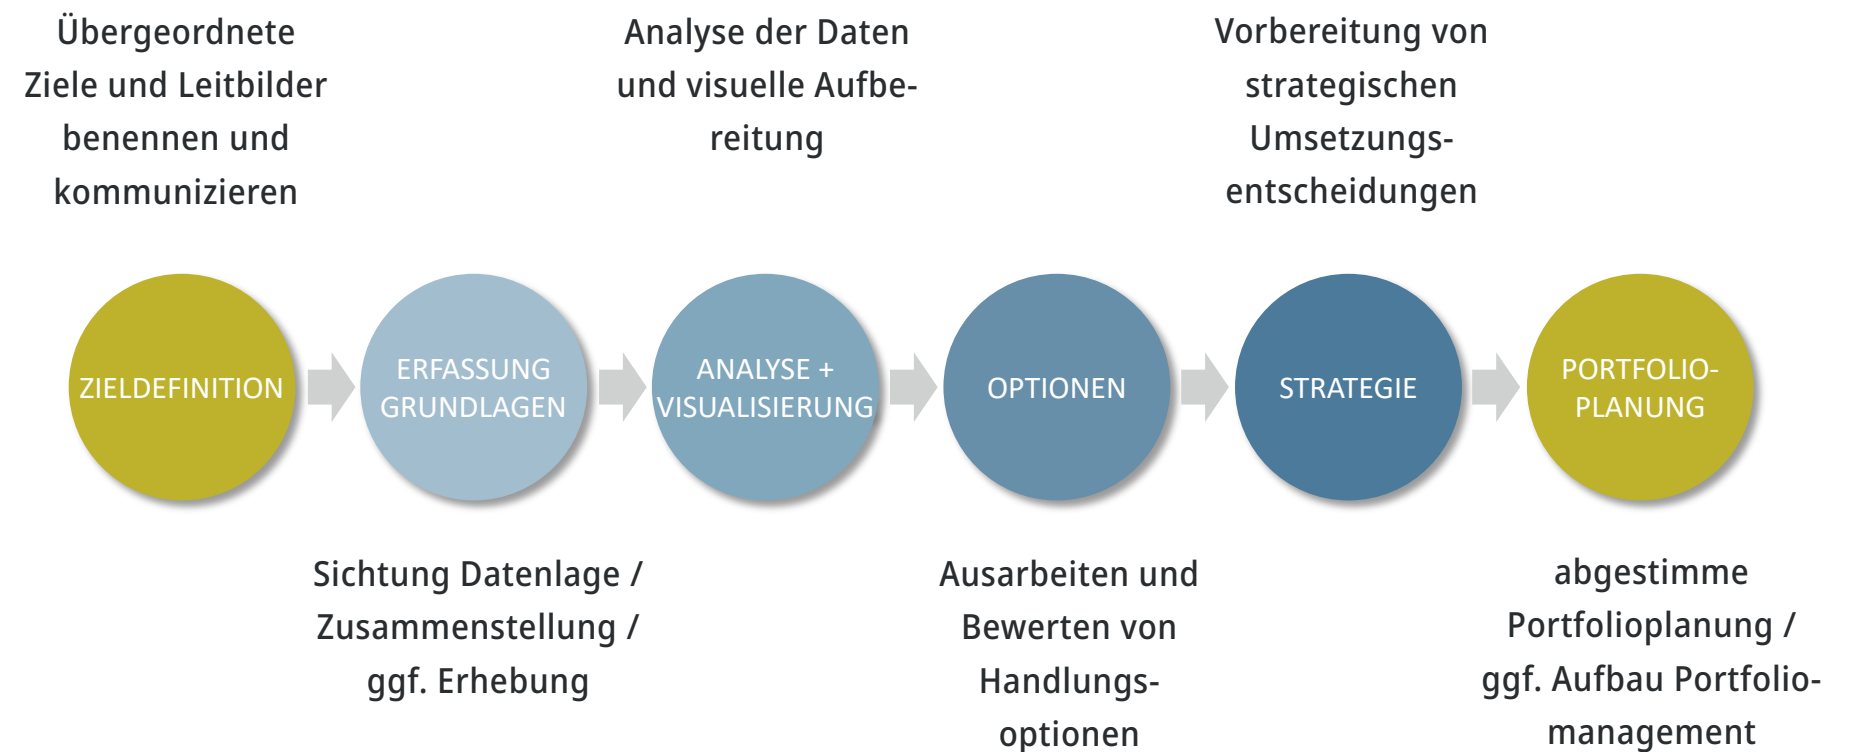 Übergeordnete
Ziele und Leitbilder
benennen und
kommunizieren
Analyse der Daten
und visuelle Aufbe-
reitung
Vorbereitung von
strategischen
Umsetzungs-
entscheidungen
ZIELDEFINITION
ERFASSUNG
GRUNDLAGEN
ANALYSE +
VISUALISIERUNG
OPTIONEN
STRATEGIE
PORTFOLIO-
PLANUNG
Sichtung Datenlage /
Zusammenstellung /
ggf. Erhebung
Ausarbeiten und
Bewerten von
Handlungs-
optionen
abgestimme
Portfolioplanung /
ggf. Aufbau Portfolio-
management